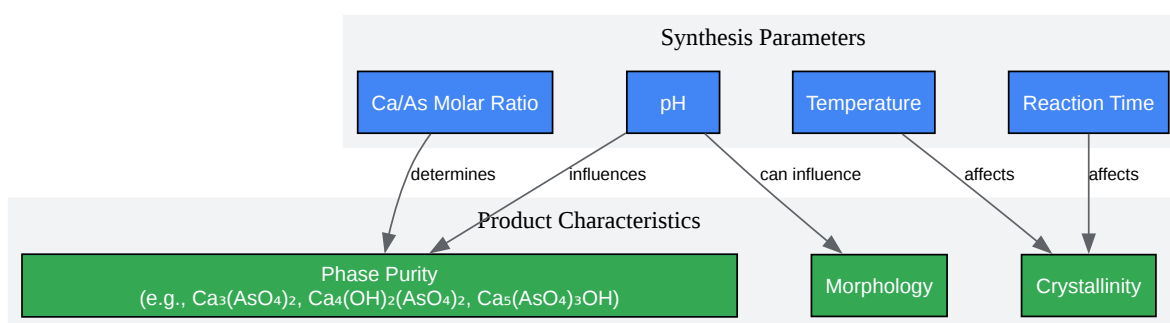 Synthesis Parameters
Ca/As Molar Ratio
pH
Temperature
Reaction Time
determines
influences
can influence
affects
affects
Product Characteristics
Phase Purity
(e.g., Ca₃(AsO₄)₂, Ca₄(OH)₂(AsO₄)₂, Ca₅(AsO₄)₃OH)
Morphology
Crystallinity